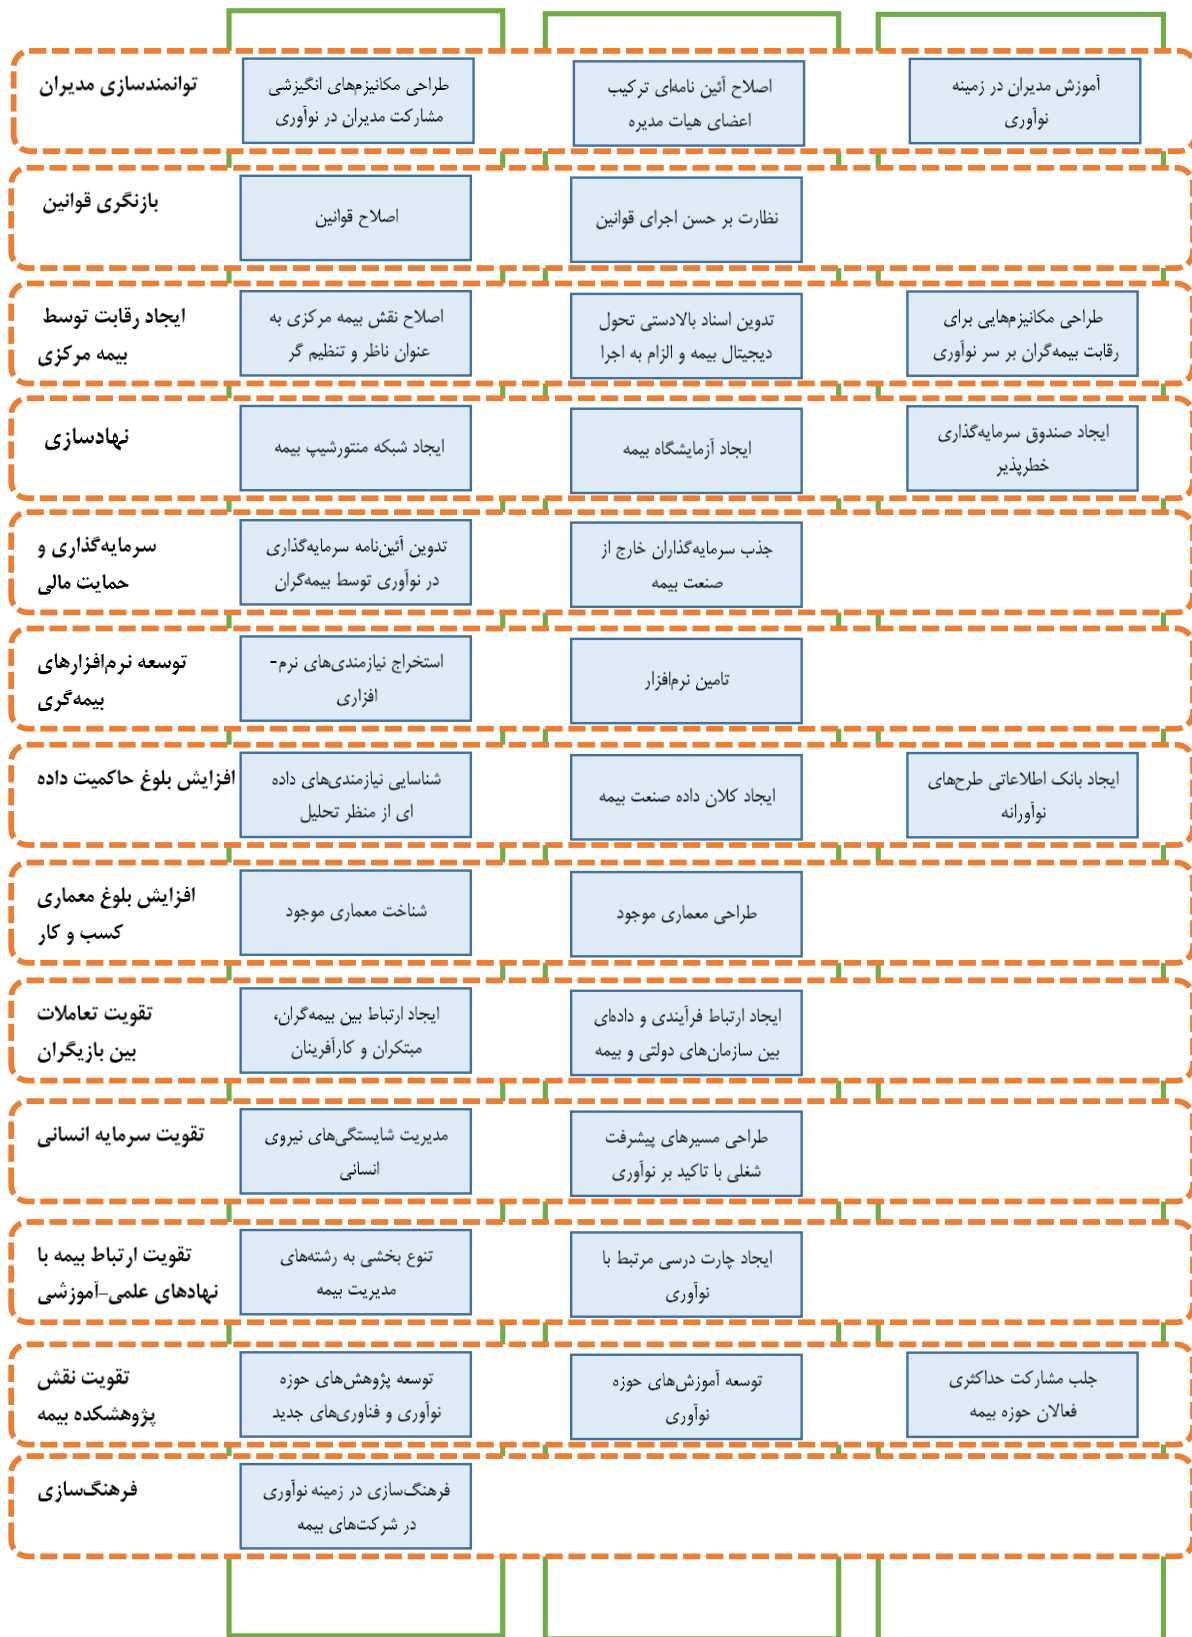 توانمندسازی مدیران
طراحی مکانیزم‌های انگیزشی
مشارکت مدیران در نوآوری
اصلاح آئین نامه‌ای ترکیب
اعضای هیات مدیره
آموزش مدیران در زمینه
نوآوری
بازنگری قوانین
اصلاح قوانین
نظارت بر حسن اجرای قوانین
ایجاد رقابت توسط
بیمه مرکزی
اصلاح نقش بیمه مرکزی به
عنوان ناظر و تنظیم گر
تدوین اسناد بالادستی تحول
دیجیتال بیمه و الزام به اجرا
طراحی مکانیزم‌هایی برای
رقابت بیمه‌گران بر سر نوآوری
نهادسازی
ایجاد شبکه منتورشیپ بیمه
ایجاد آزمایشگاه بیمه
ایجاد صندوق سرمایه‌گذاری
خطرپذیر
سرمایه‌گذاری و
حمایت مالی
تدوین آئین‌نامه سرمایه‌گذاری
در نوآوری توسط بیمه‌گران
جذب سرمایه‌گذاران خارج از
صنعت بیمه
توسعه نرم‌افزارهای
بیمه‌گری
استخراج نیازمندی‌های نرم-
افزاری
تامین نرم‌افزار
افزایش بلوغ حاکمیت داده
شناسایی نیازمندی‌های داده
ای از منظر تحلیل
ایجاد کلان داده صنعت بیمه
ایجاد بانک اطلاعاتی طرح‌های
نوآورانه
افزایش بلوغ معماری
کسب و کار
شناخت معماری موجود
طراحی معماری موجود
تقویت تعاملات
بین بازیگران
ایجاد ارتباط بین بیمه‌گران،
مبتکران و کارآفرینان
ایجاد ارتباط فرآیندی و داده‌ای
بین سازمان‌های دولتی و بیمه
تقویت سرمایه انسانی
مدیریت شایستگی‌های نیروی
انسانی
طراحی مسیرهای پیشرفت
شغلی با تاکید بر نوآوری
تقویت ارتباط بیمه با
نهادهای علمی-آموزشی
تنوع بخشی به رشته‌های
مدیریت بیمه
ایجاد چارت درسی مرتبط با
نوآوری
تقویت نقش
پژوهشکده بیمه
توسعه پژوهش‌های حوزه
نوآوری و فناوری‌های جدید
توسعه آموزش‌های حوزه
نوآوری
جلب مشارکت حداکثری
فعالان حوزه بیمه
فرهنگ‌سازی
فرهنگ‌سازی در زمینه نوآوری
در شرکت‌های بیمه